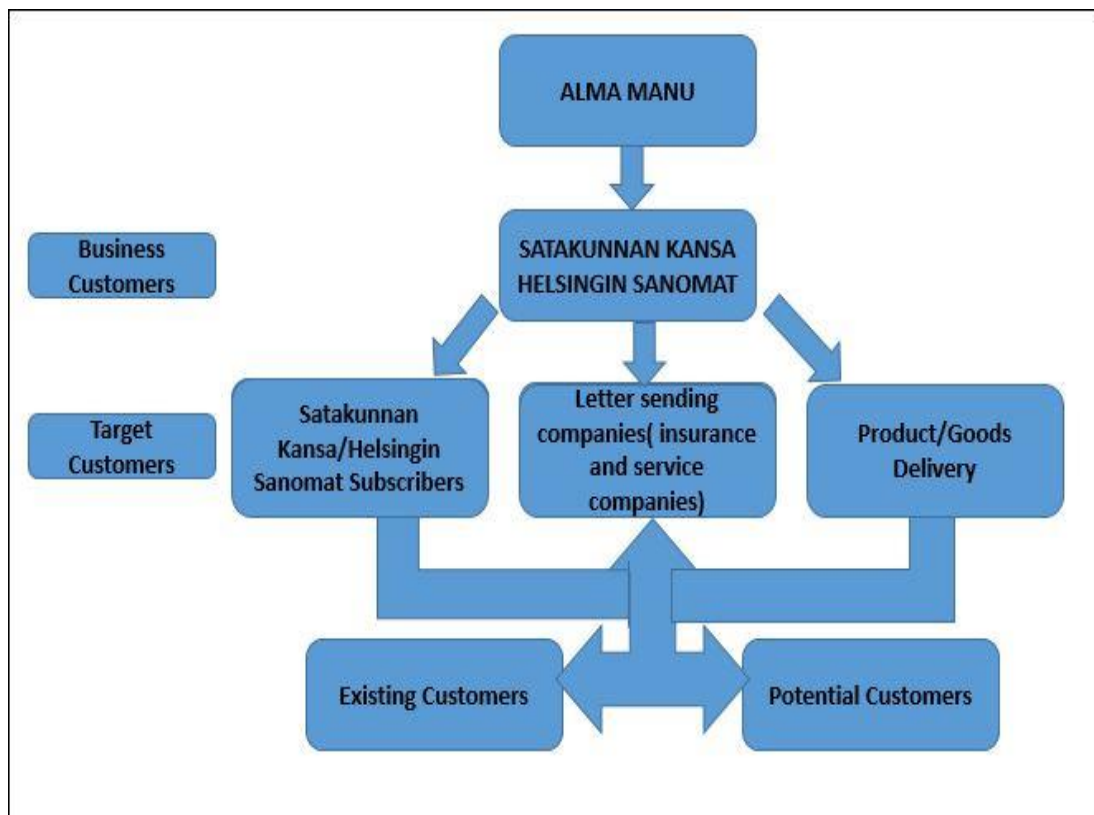 ALMA MANU
Business
Customers
SATAKUNNAN KANSA
HELSINGIN SANOMAT
Target
Customers
Satakunnan
Kansa/Helsingin
Sanomat Subscribers
Letter sending
companies( insurance
and service
companies)
Product/Goods
Delivery
Existing Customers
Potential Customers